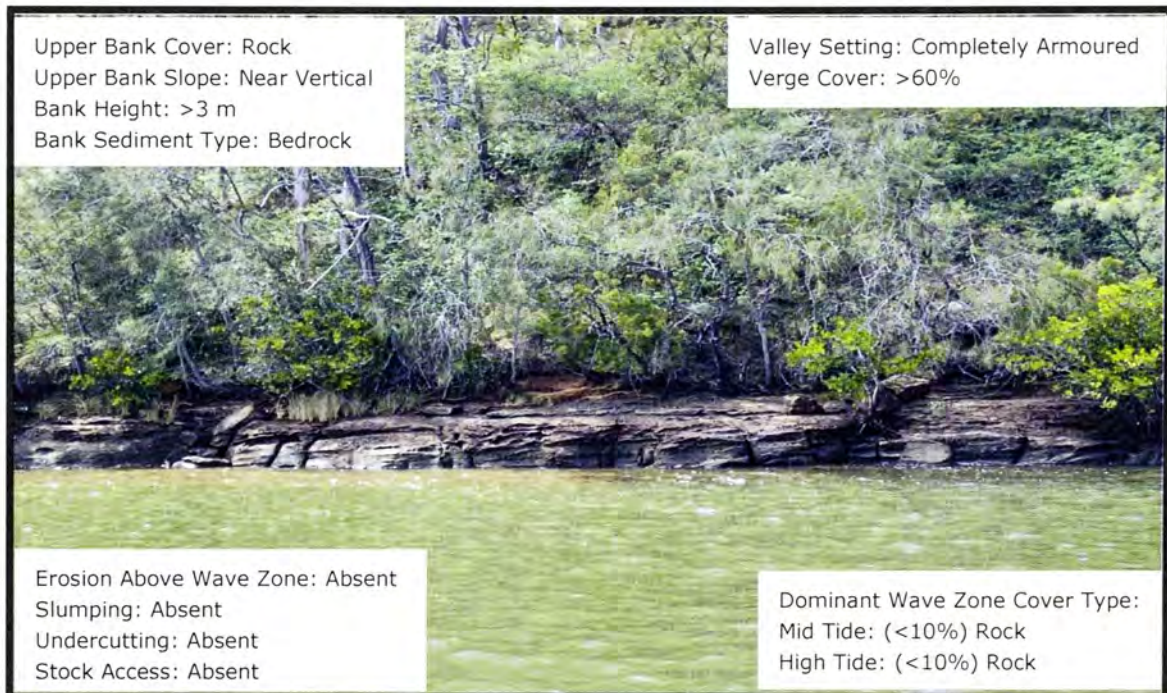 Upper Bank Cover: Rock
Upper Bank Slope: Near Vertical
Bank Height: >3 m
Bank Sediment Type: Bedrock
Valley Setting: Completely Armoured
Verge Cover: >60%
Erosion Above Wave Zone: Absent
Slumping: Absent
Undercutting: Absent
Stock Access: Absent
Dominant Wave Zone Cover Type:
Mid Tide: (<10%) Rock
High Tide: (<10%) Rock